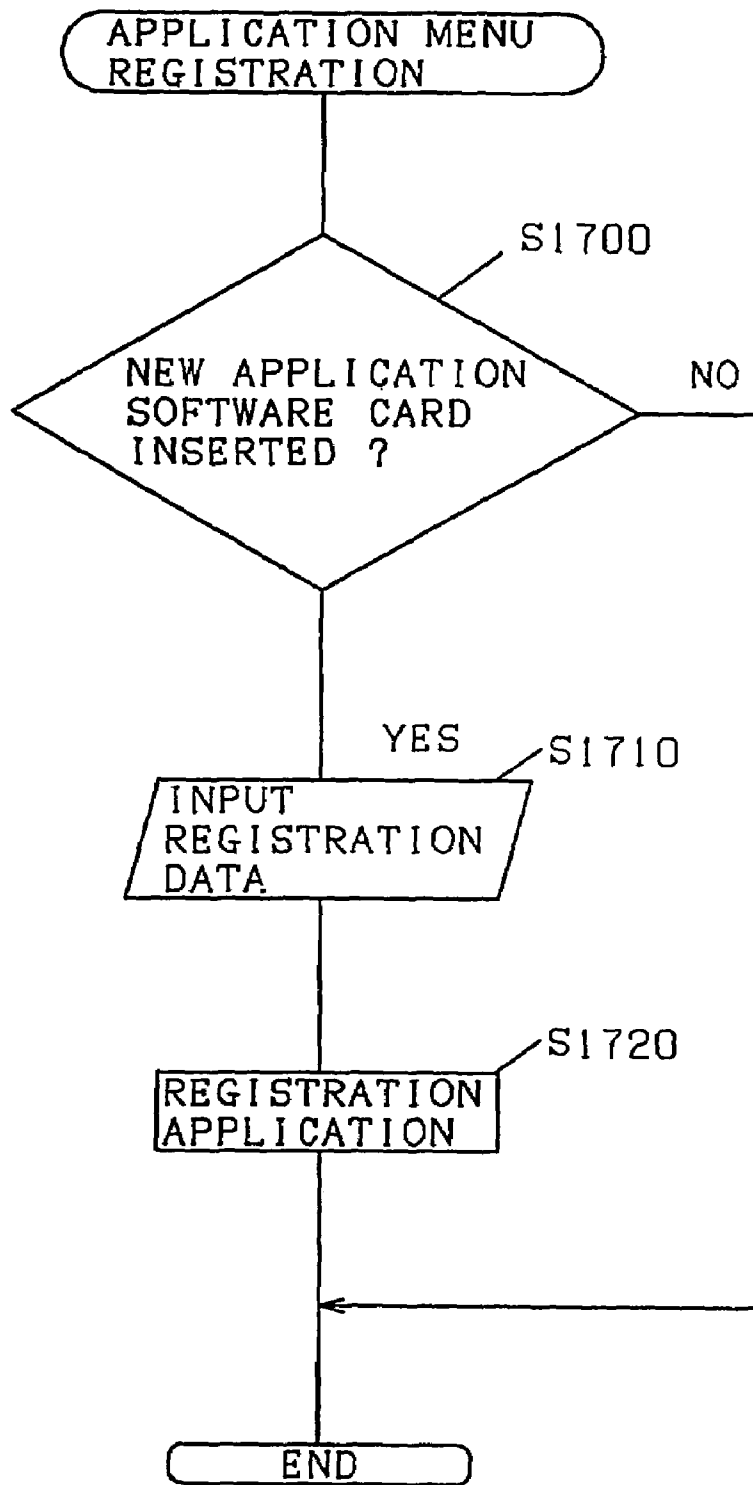 APPLICATION MENU
REGISTRATION
S1700
NEW APPLICATION
SOFTWARE CARD
INSERTED ?
NO
YES
S1710
INPUT
REGISTRATION
DATA
S1720
REGISTRATION
APPLICATION
END